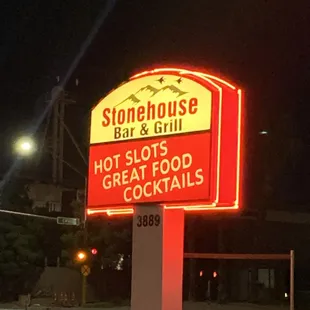 Stonehouse
Bar & Grill
HOT SLOTS
GREAT FOOD
COCKTAILS
3889